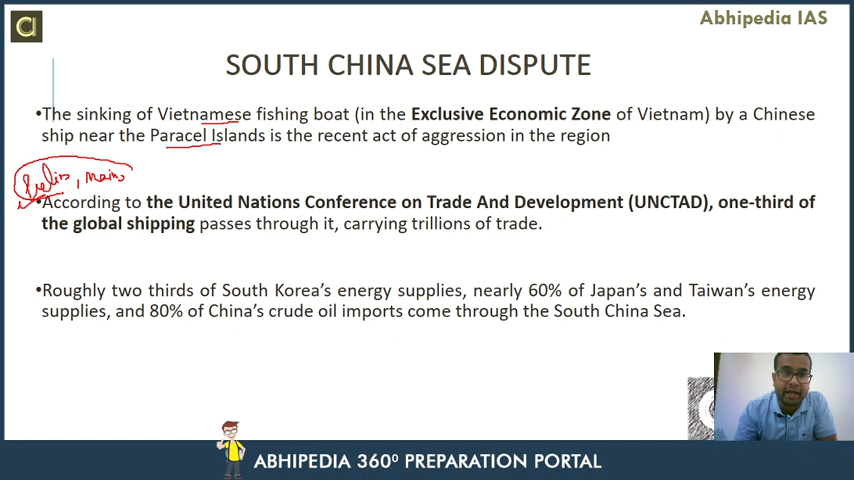 Abhipedia IAS
SOUTH CHINA SEA DISPUTE
•The sinking of Vietnamese fishing boat (in the Exclusive Economic Zone of Vietnam) by a Chinese
ship near the Paracel Islands is the recent act of aggression in the region
Prelims, mains
•According to the United Nations Conference on Trade And Development (UNCTAD), one-third of
the global shipping passes through it, carrying trillions of trade.
•Roughly two thirds of South Korea's energy supplies, nearly 60% of Japan's and Taiwan's energy
supplies, and 80% of China's crude oil imports come through the South China Sea.
ABHIPEDIA 360⁰ PREPARATION PORTAL